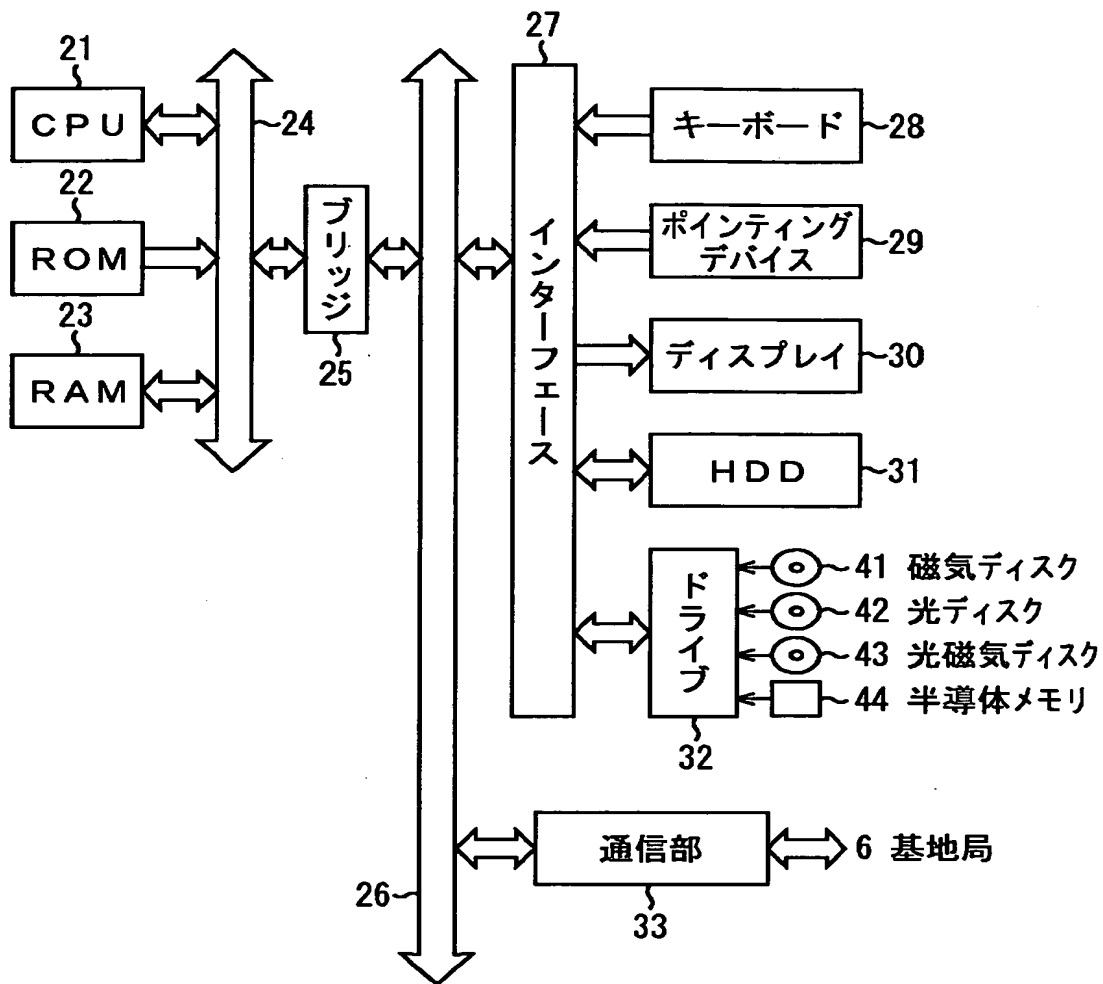 21
CPU
22
ROM
23
RAM
24
ブリッジ
25
26
27
インターフェース
キーボード
28
ポインティング
デバイス
29
ディスプレイ
30
HDD
31
ドライブ
32
41 磁気ディスク
42 光ディスク
43 光磁気ディスク
44 半導体メモリ
通信部
33
6 基地局